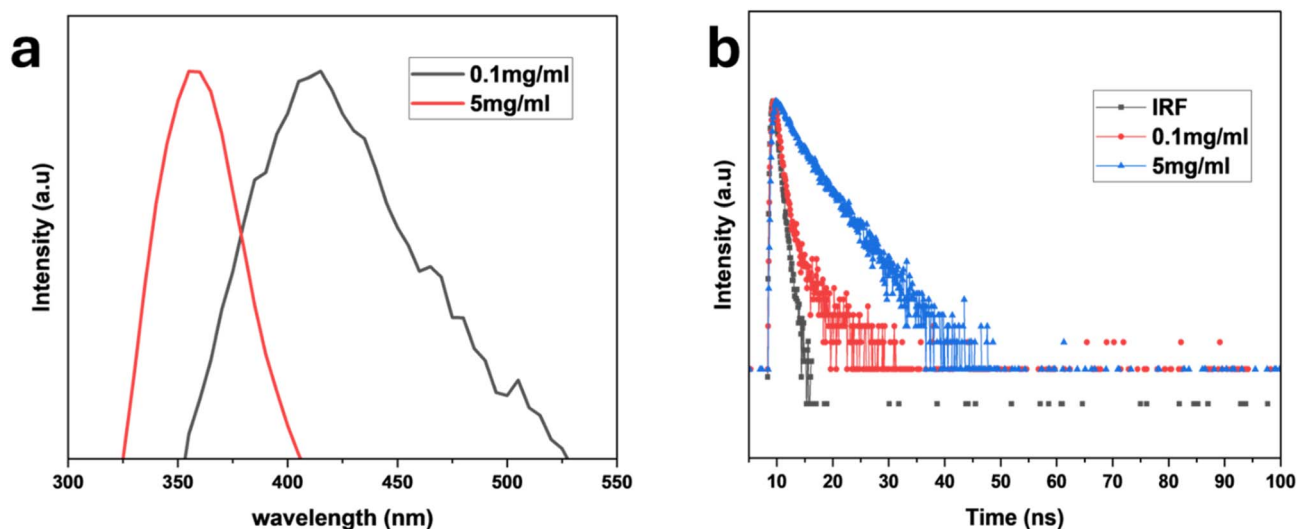 a
0.1mg/ml
5mg/ml
Intensity (a.u)
300 350 400 450 500 550
wavelength (nm)
b
IRF
0.1mg/ml
5mg/ml
Intensity (a.u)
10 20 30 40 50 60 70 80 90 100
Time (ns)